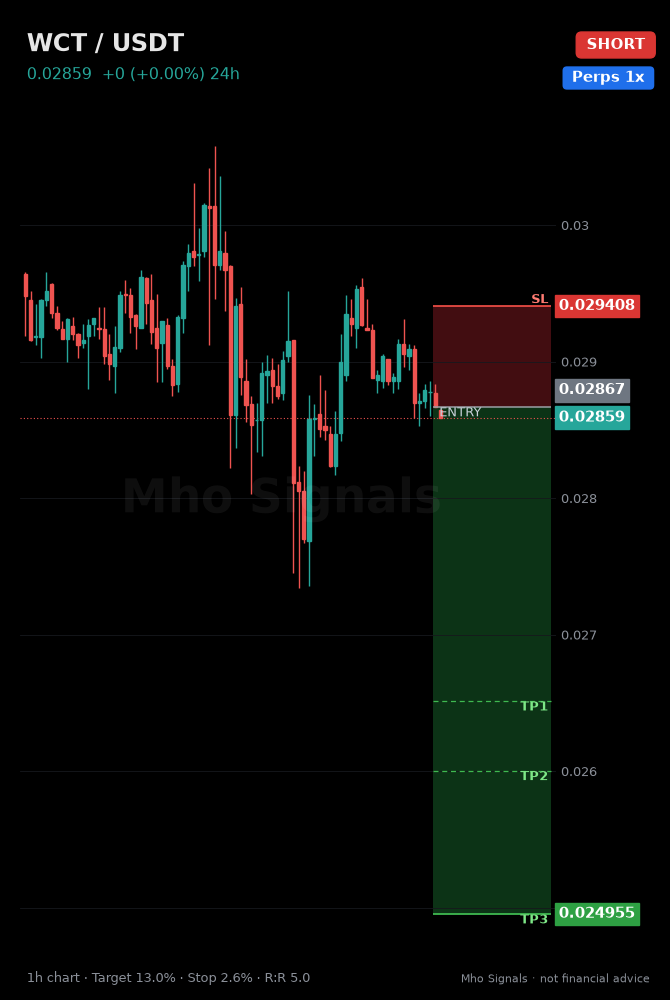 WCT / USDT
SHORT
0.02859 +0 (+0.00%) 24h
Perps 1x
0.03
SL
0.029408
0.029
0.02867
ENTRY
0.02859
Mho Signals
0.028
0.027
TP1
0.026
TP2
TP3
0.024955
1h chart · Target 13.0% · Stop 2.6% · R:R 5.0
Mho Signals · not financial advice